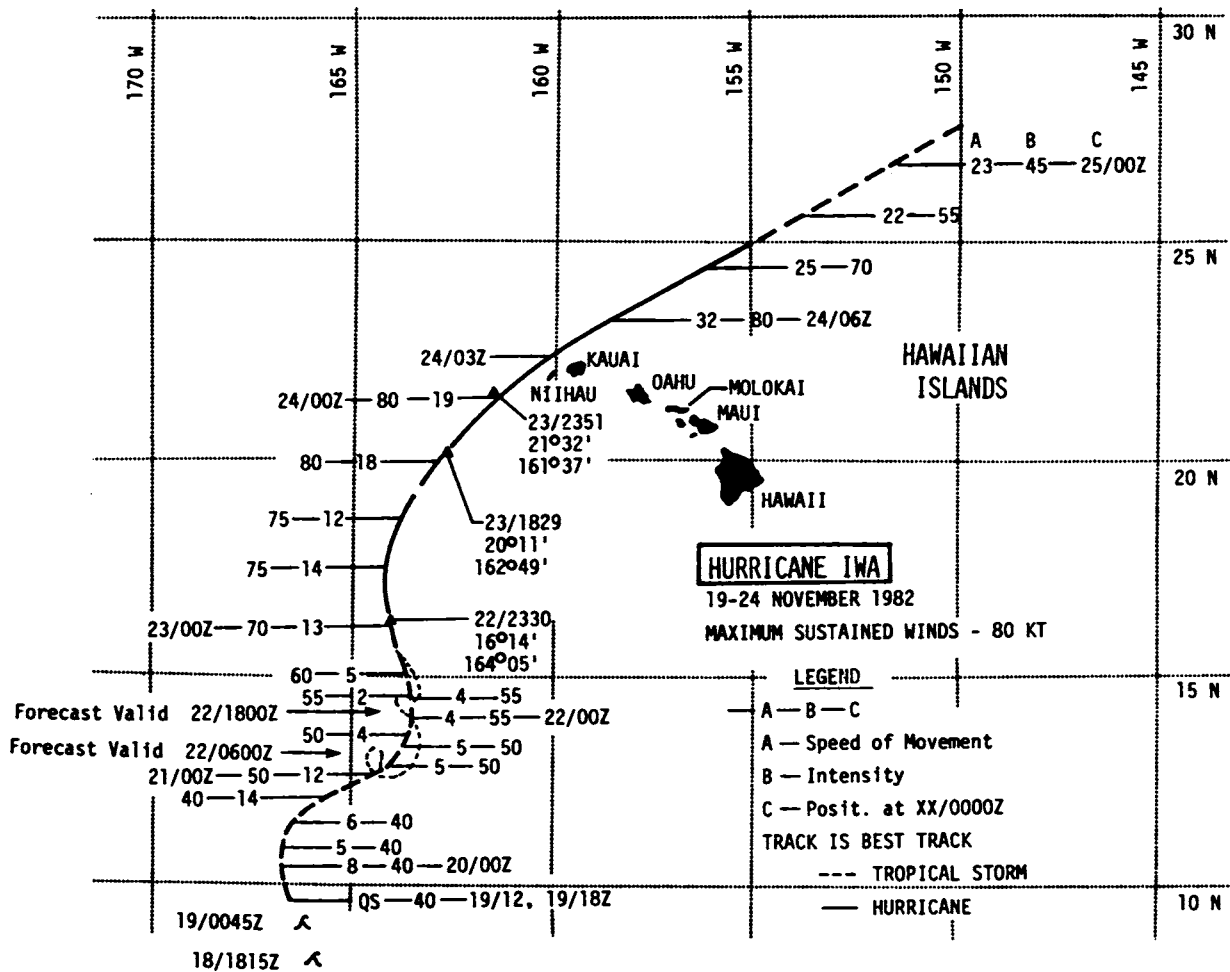 170 W
165 W
160 W
155 W
150 W
145 W
30 N
A B C
23 — 45 — 25/00Z
22 — 55
25 N
25 — 70
32 — 80 — 24/06Z
24/03Z
KAUAI
HAWAIIAN
ISLANDS
NIIHAU
OAHU
MOLOKAI
24/00Z — 80 — 19
MAUI
23/2351
21°32'
161°37'
80 — 18
20 N
HAWAII
75 — 12
23/1829
20°11'
162°49'
75 — 14
HURRICANE IWA
19-24 NOVEMBER 1982
23/00Z — 70 — 13
22/2330
16°14'
164°05'
MAXIMUM SUSTAINED WINDS - 80 KT
60 — 5
15 N
LEGEND
55 — 2
4 — 55
Forecast Valid 22/1800Z
4 — 55 — 22/00Z
A — B — C
50 — 4
A — Speed of Movement
Forecast Valid 22/0600Z
5 — 50
21/00Z — 50 — 12
5 — 50
B — Intensity
40 — 14
C — Posit. at XX/0000Z
6 — 40
TRACK IS BEST TRACK
5 — 40
8 — 40 — 20/00Z
--- TROPICAL STORM
QS — 40 — 19/12, 19/18Z
— HURRICANE
10 N
19/0045Z
18/1815Z